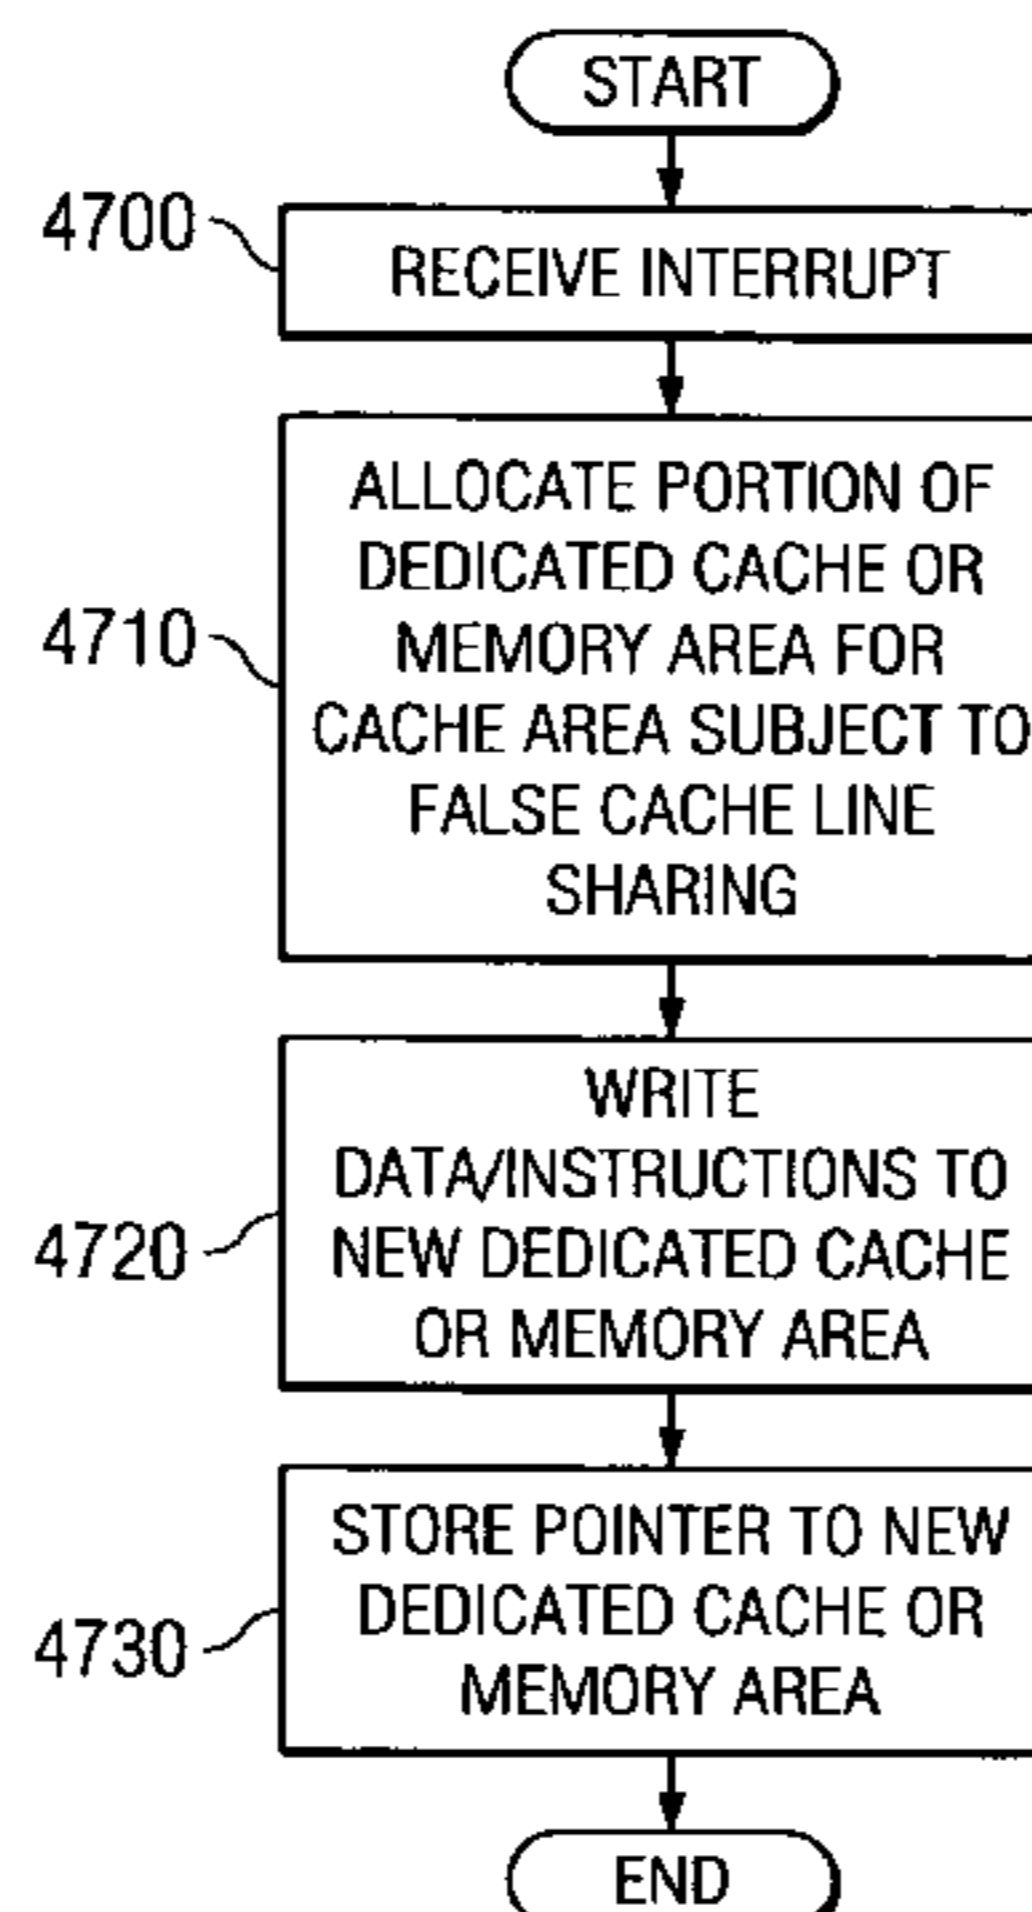 START
4700
RECEIVE INTERRUPT
ALLOCATE PORTION OF
DEDICATED CACHE OR
4710
MEMORY AREA FOR
CACHE AREA SUBJECT TO
FALSE CACHE LINE
SHARING
WRITE
DATA/INSTRUCTIONS TO
4720
NEW DEDICATED CACHE
OR MEMORY AREA
STORE POINTER TO NEW
DEDICATED CACHE OR
4730
MEMORY AREA
END